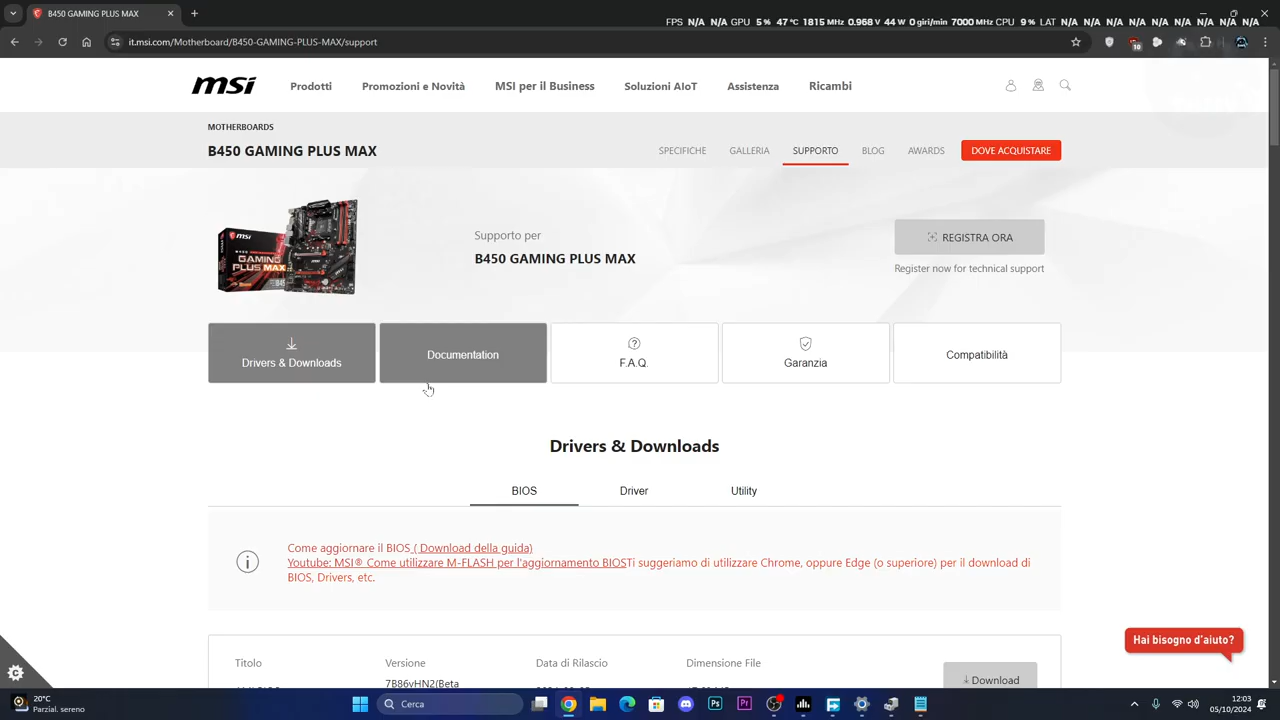 B450 GAMING PLUS MAX
FPS N/A N/A GPU 5 % 47 °C 1815 MHz 0.968 V 44 W 0 giri/min 7000 MHz CPU 9 % LAT N/A N/A N/A N/A N/A N/A N/A N/A
it.msi.com/Motherboard/B450-GAMING-PLUS-MAX/support
10
msi
Prodotti
Promozioni e Novità
MSI per il Business
Soluzioni AIoT
Assistenza
Ricambi
MOTHERBOARDS
B450 GAMING PLUS MAX
SPECIFICHE
GALLERIA
SUPPORTO
BLOG
AWARDS
DOVE ACQUISTARE
msi
GAMING
PLUS MAX
Supporto per
B450 GAMING PLUS MAX
REGISTRA ORA
Register now for technical support
Drivers & Downloads
Documentation
F.A.Q.
Garanzia
Compatibilità
Drivers & Downloads
BIOS
Driver
Utility
Come aggiornare il BIOS ( Download della guida)
Youtube: MSI® Come utilizzare M-FLASH per l'aggiornamento BIOSTi suggeriamo di utilizzare Chrome, oppure Edge (o superiore) per il download di
BIOS, Drivers, etc.
Hai bisogno d'aiuto?
Titolo
Versione
Data di Rilascio
Dimensione File
7B86vHN2(Beta
Download
20°C
Parzial. sereno
Cerca
12:03
05/10/2024